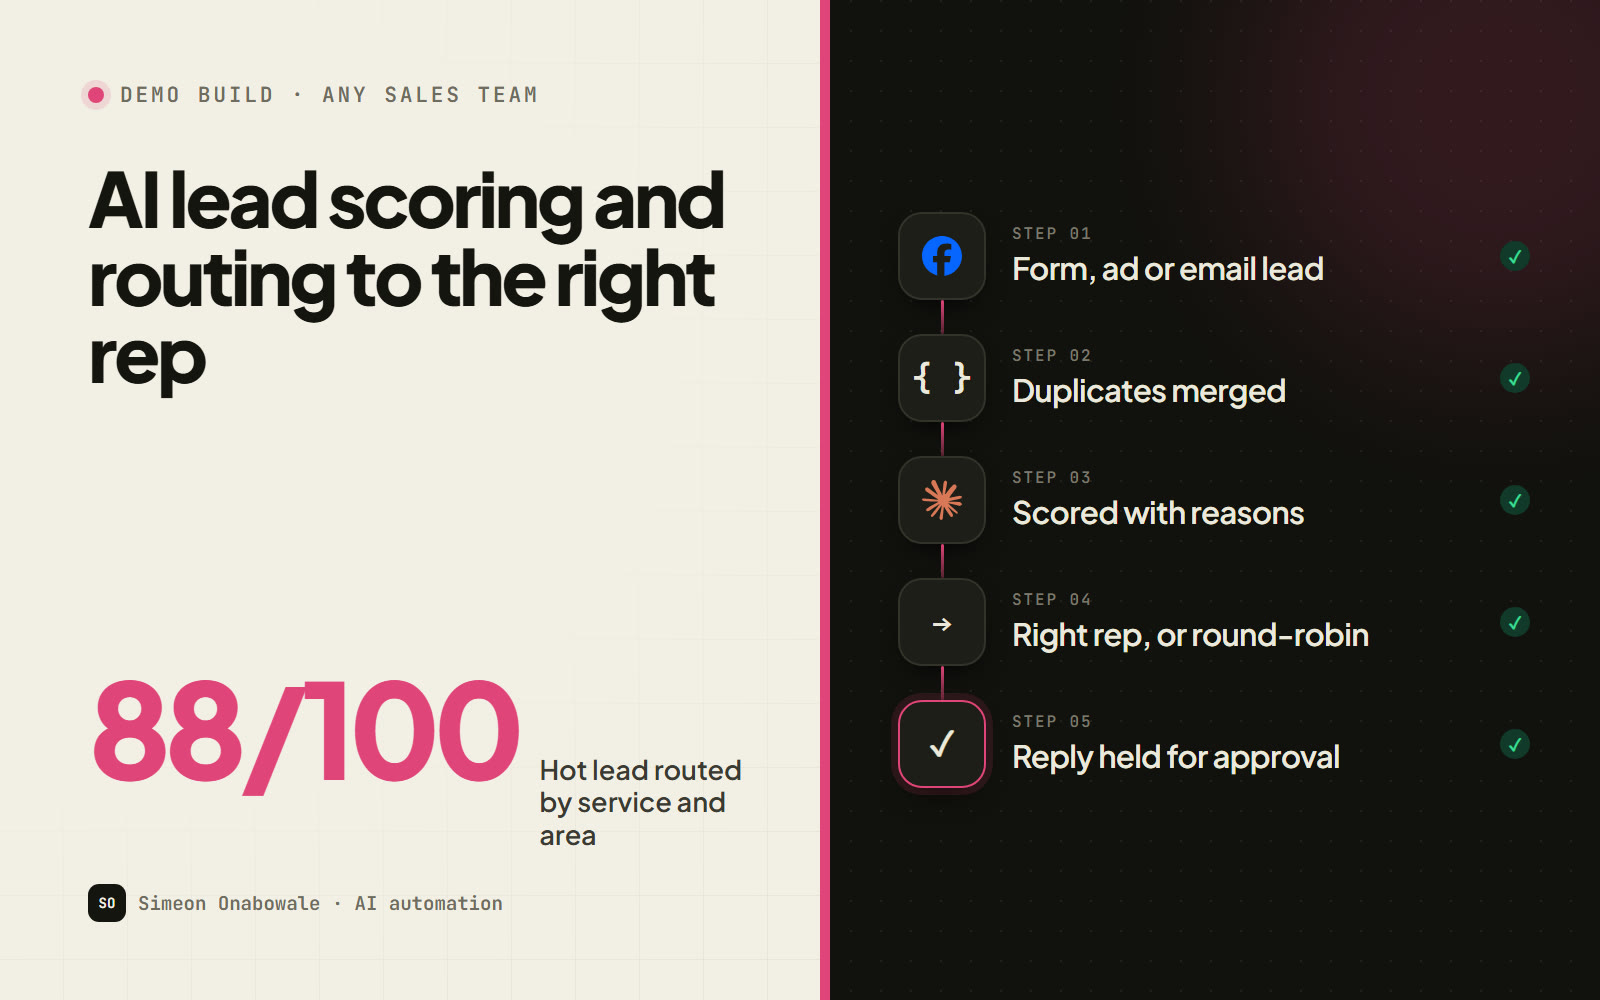 DEMO BUILD · ANY SALES TEAM
AI lead scoring and
routing to the right
rep
88/100
Hot lead routed
by service and
area
SO
Simeon Onabowale · AI automation
STEP 01
Form, ad or email lead
{ }
STEP 02
Duplicates merged
STEP 03
Scored with reasons
STEP 04
Right rep, or round-robin
STEP 05
Reply held for approval